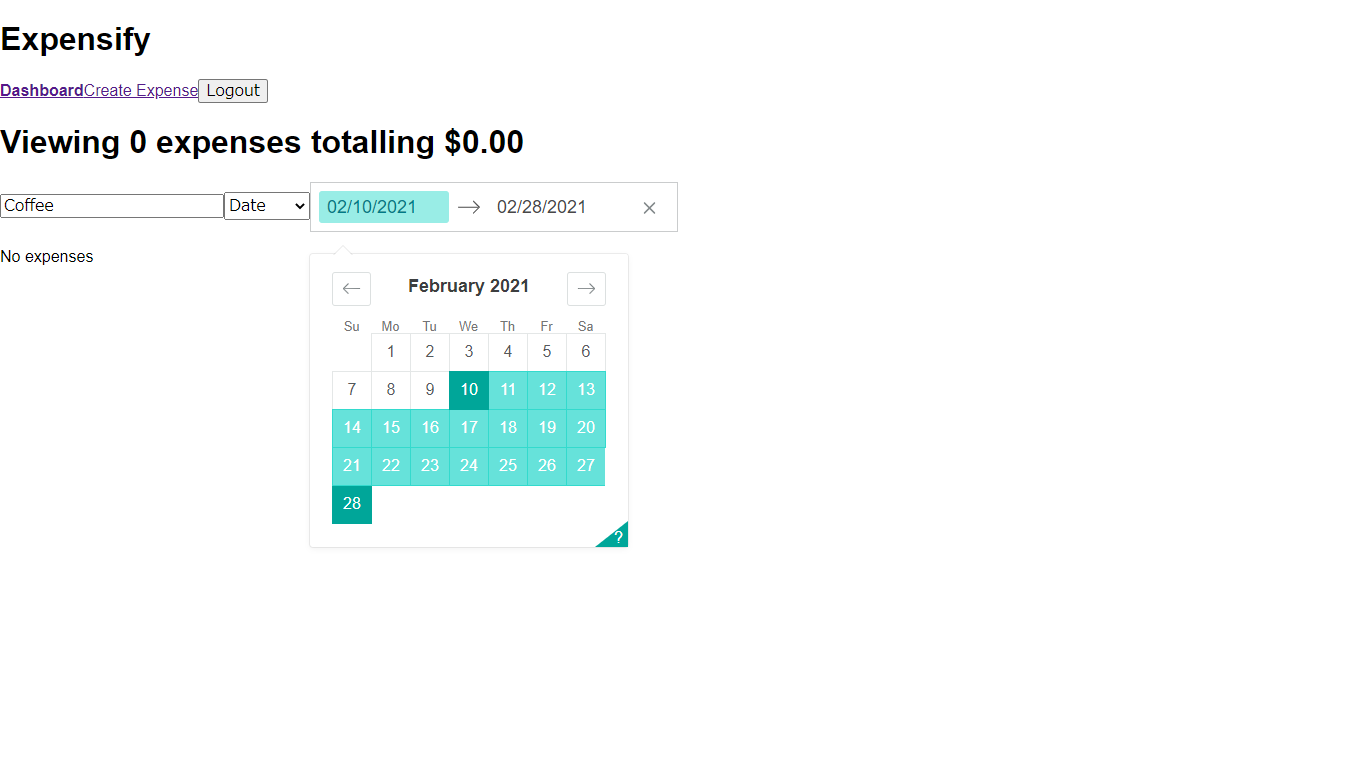 Expensify
Dashboard Create Expense Logout
Viewing 0 expenses totalling $0.00
Coffee Date 02/10/2021 02/28/2021
No expenses
February 2021
Su Mo Tu We Th Fr Sa
1 2 3 4 5 6
7 8 9 10 11 12 13
14 15 16 17 18 19 20
21 22 23 24 25 26 27
28
?